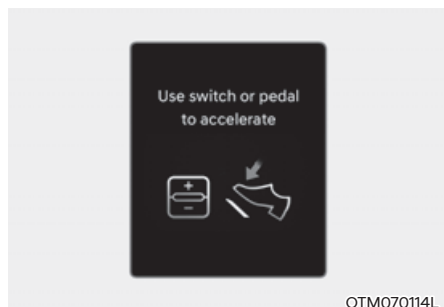 Use switch or pedal
to accelerate
+
-
OTM070114L